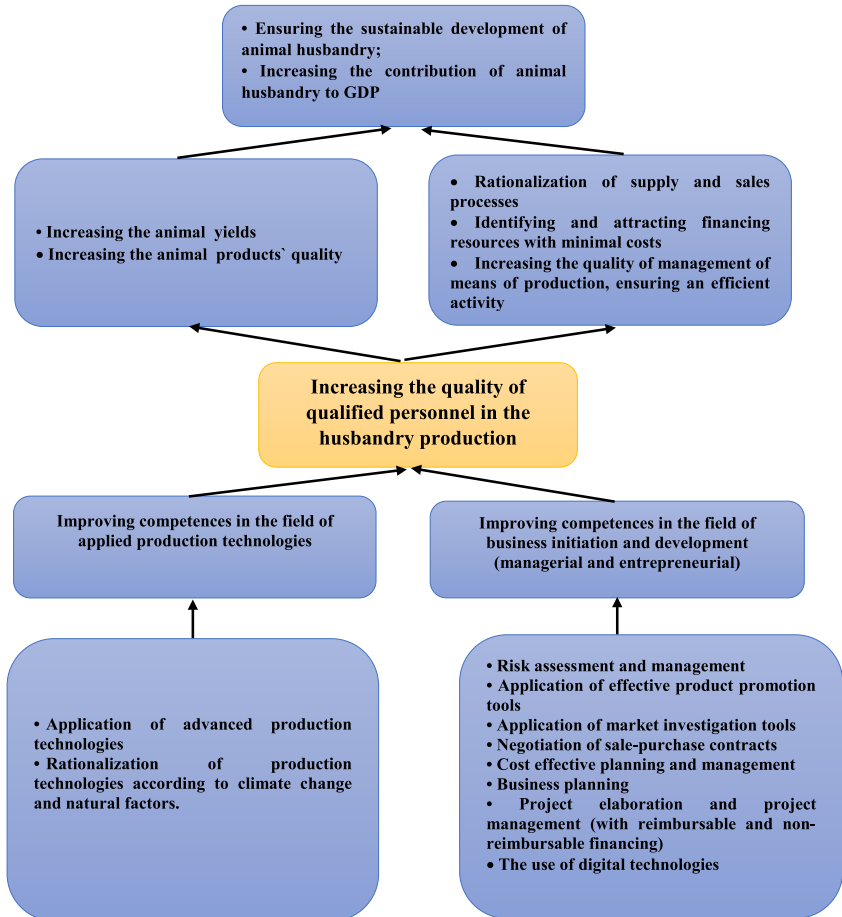 • Ensuring the sustainable development of
animal husbandry;
• Increasing the contribution of animal
husbandry to GDP
• Increasing the animal yields
• Increasing the animal products` quality
• Rationalization of supply and sales
processes
• Identifying and attracting financing
resources with minimal costs
• Increasing the quality of management of
means of production, ensuring an efficient
activity
Increasing the quality of
qualified personnel in the
husbandry production
Improving competences in the field of
applied production technologies
Improving competences in the field of
business initiation and development
(managerial and entrepreneurial)
• Application of advanced production
technologies
• Rationalization of production
technologies according to climate change
and natural factors.
• Risk assessment and management
• Application of effective product promotion
tools
• Application of market investigation tools
• Negotiation of sale-purchase contracts
• Cost effective planning and management
• Business planning
• Project elaboration and project
management (with reimbursable and non-
reimbursable financing)
• The use of digital technologies